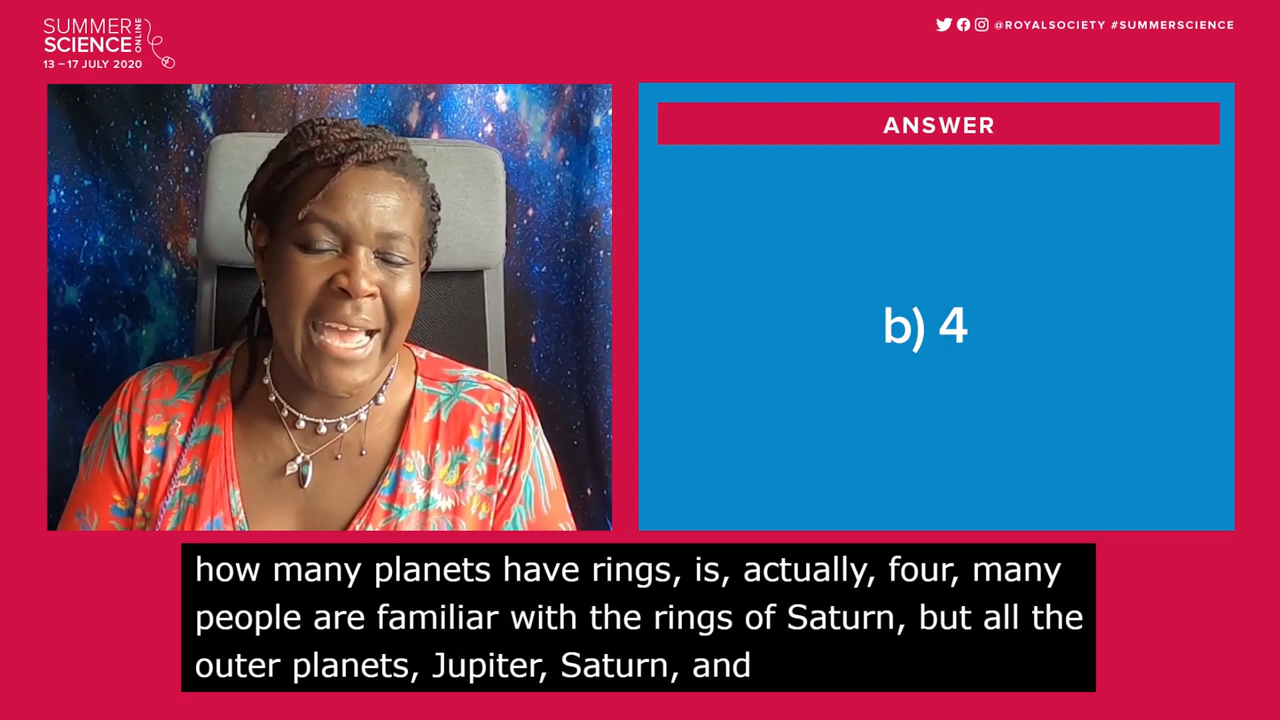 SUMMER
SCIENCE
ONLINE
13 – 17 JULY 2020
@ROYALSOCIETY #SUMMERSCIENCE
ANSWER
b) 4
how many planets have rings, is, actually, four, many
people are familiar with the rings of Saturn, but all the
outer planets, Jupiter, Saturn, and